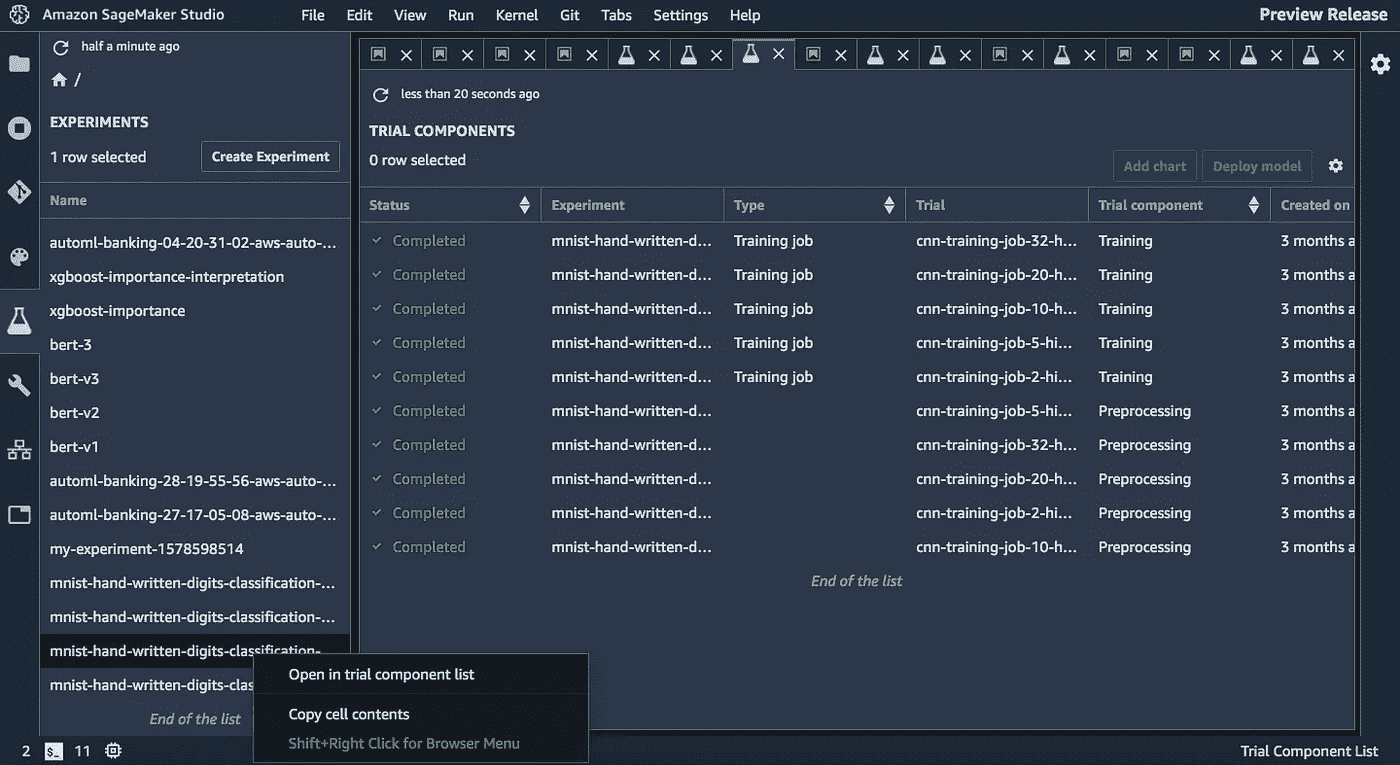 Amazon SageMaker Studio File Edit View Run Kernel Git Tabs Settings Help Preview Release
half a minute ago
/
EXPERIMENTS
1 row selected Create Experiment
Name
automl-banking-04-20-31-02-aws-auto-...
xgboost-importance-interpretation
xgboost-importance
bert-3
bert-v3
bert-v2
bert-v1
automl-banking-28-19-55-56-aws-auto-...
automl-banking-27-17-05-08-aws-auto-...
my-experiment-1578598514
mnist-hand-written-digits-classification-...
mnist-hand-written-digits-classification-...
mnist-hand-written-digits-classification-
mnist-hand-written-digits-clas
End of the list
less than 20 seconds ago
TRIAL COMPONENTS
0 row selected
Add chart Deploy model
Status Experiment Type Trial Trial component Created on
Completed mnist-hand-written-d... Training job cnn-training-job-32-h... Training 3 months a
Completed mnist-hand-written-d... Training job cnn-training-job-20-h... Training 3 months a
Completed mnist-hand-written-d... Training job cnn-training-job-10-h... Training 3 months a
Completed mnist-hand-written-d... Training job cnn-training-job-5-hi... Training 3 months a
Completed mnist-hand-written-d... Training job cnn-training-job-2-hi... Training 3 months a
Completed mnist-hand-written-d... cnn-training-job-5-hi... Preprocessing 3 months a
Completed mnist-hand-written-d... cnn-training-job-32-h... Preprocessing 3 months a
Completed mnist-hand-written-d... cnn-training-job-20-h... Preprocessing 3 months a
Completed mnist-hand-written-d... cnn-training-job-2-hi... Preprocessing 3 months a
Completed mnist-hand-written-d... cnn-training-job-10-h... Preprocessing 3 months a
End of the list
Open in trial component list
Copy cell contents
Shift+Right Click for Browser Menu
2 $_ 11 Trial Component List